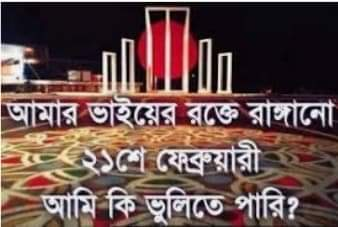 আমার ভাইয়ের রক্তে রাঙ্গানো
২১শে ফেব্রুয়ারী
আমি কি ভুলিতে পারি?